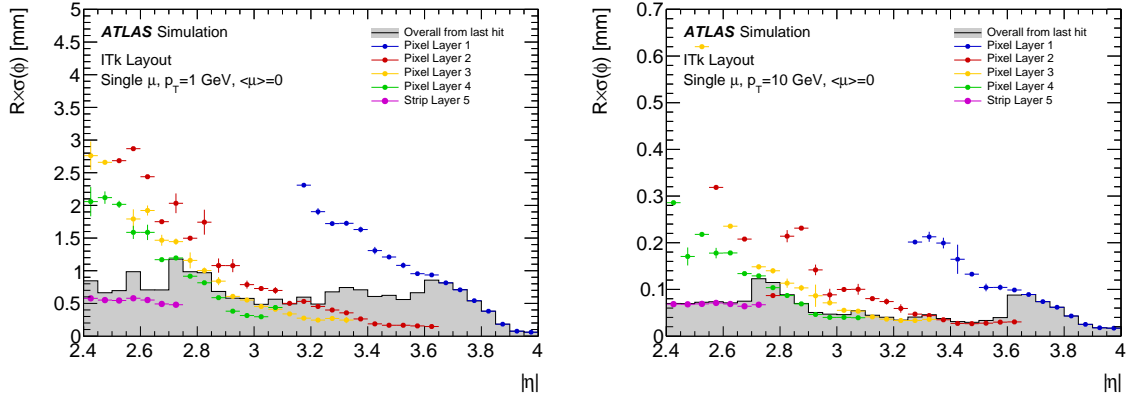 R×σ(φ) [mm]
5
4.5
4
3.5
3
2.5
2
1.5
1
0.5
0
ATLAS Simulation
ITk Layout
Single μ, pT=1 GeV, <μ>=0
Overall from last hit
Pixel Layer 1
Pixel Layer 2
Pixel Layer 3
Pixel Layer 4
Strip Layer 5
2.4 2.6 2.8 3 3.2 3.4 3.6 3.8 4
|η|
R×σ(φ) [mm]
0.7
0.6
0.5
0.4
0.3
0.2
0.1
0
ATLAS Simulation
ITk Layout
Single μ, pT=10 GeV, <μ>=0
Overall from last hit
Pixel Layer 1
Pixel Layer 2
Pixel Layer 3
Pixel Layer 4
Strip Layer 5
2.4 2.6 2.8 3 3.2 3.4 3.6 3.8 4
|η|